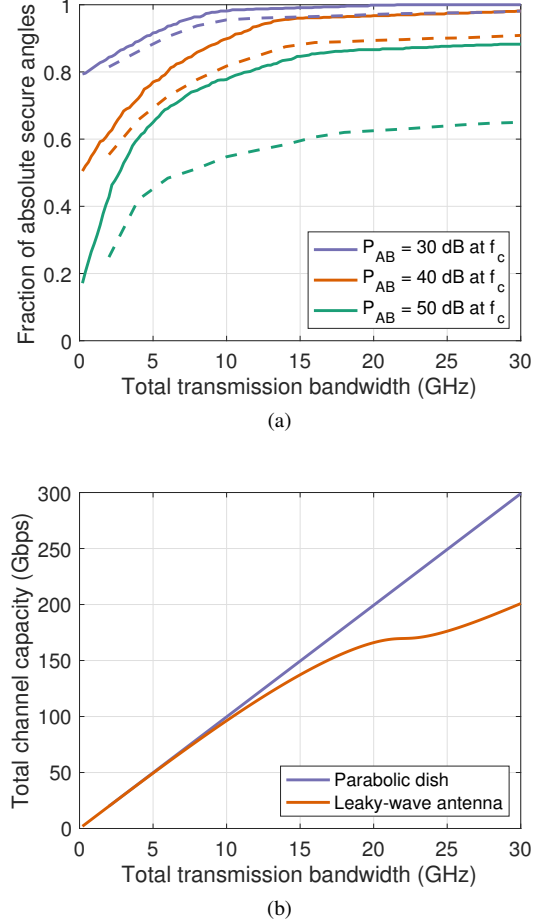 1
0.8
0.6
0.4
0.2
0
Fraction of absolute secure angles
P_AB = 30 dB at f_c
P_AB = 40 dB at f_c
P_AB = 50 dB at f_c
0 5 10 15 20 25 30
Total transmission bandwidth (GHz)
(a)
300
250
200
150
100
50
0
Total channel capacity (Gbps)
Parabolic dish
Leaky-wave antenna
0 5 10 15 20 25 30
Total transmission bandwidth (GHz)
(b)